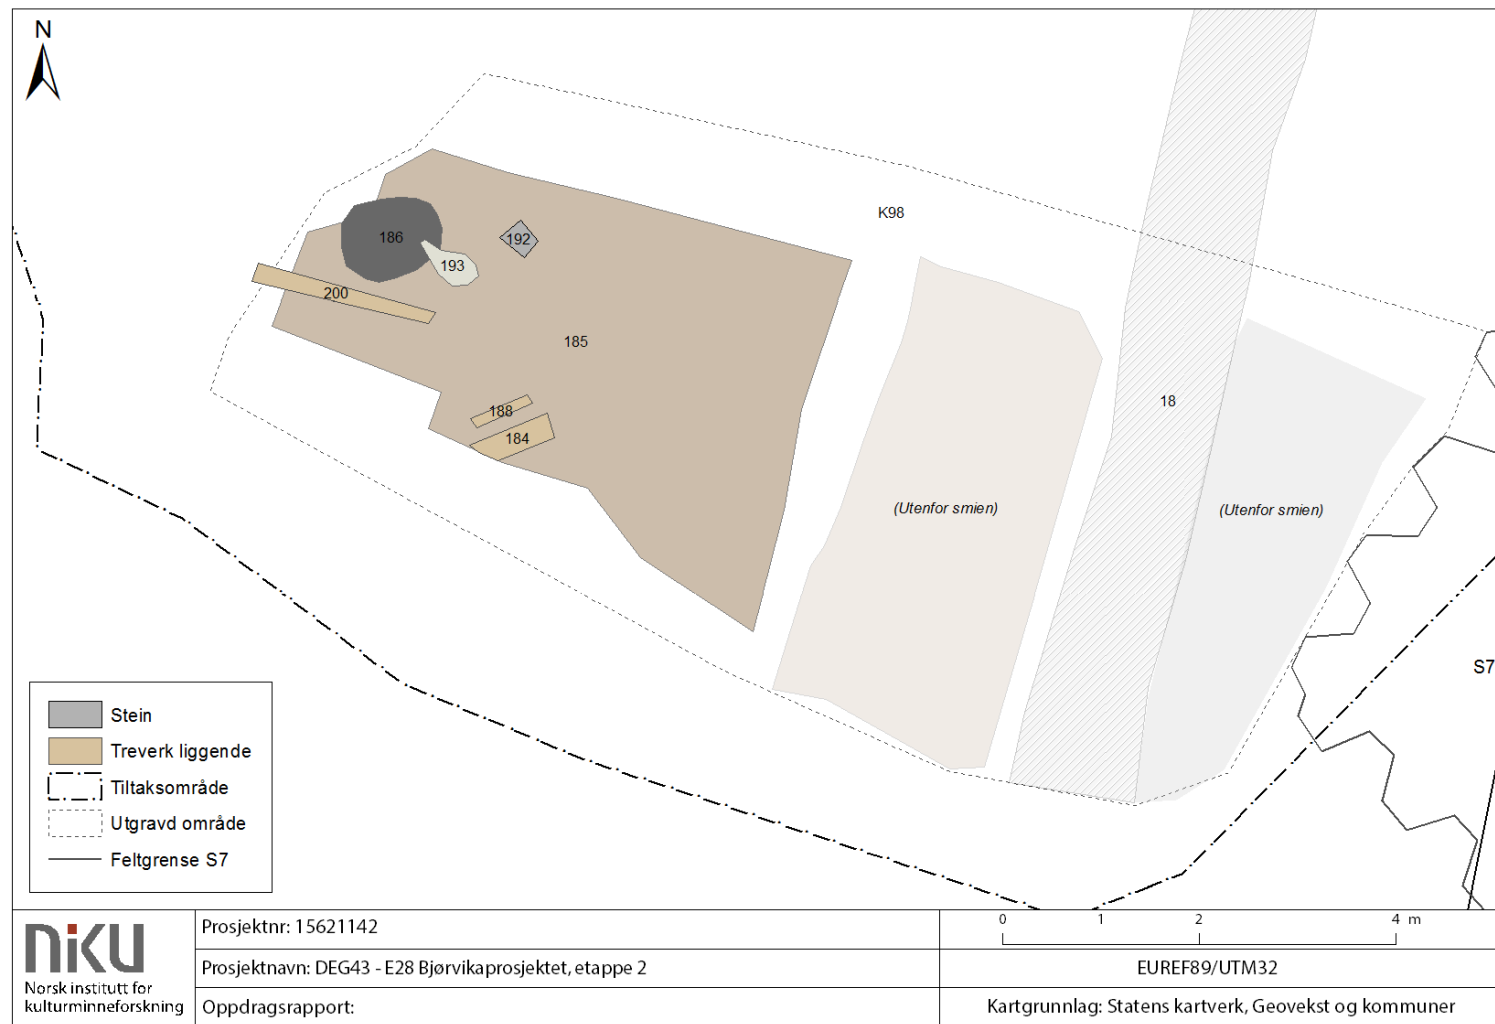 N
K98
186
192
193
200
185
188
184
18
(Utenfor smien)
(Utenfor smien)
S7
Stein
Treverk liggende
Tiltaksområde
Utgravd område
Feltgrense S7
niku
Norsk institutt for
kulturminneforskning
Prosjektnr: 15621142
Prosjektnavn: DEG43 - E28 Bjørvikaprosjektet, etappe 2
Oppdragsrapport:
0 1 2 4 m
EUREF89/UTM32
Kartgrunnlag: Statens kartverk, Geovekst og kommuner